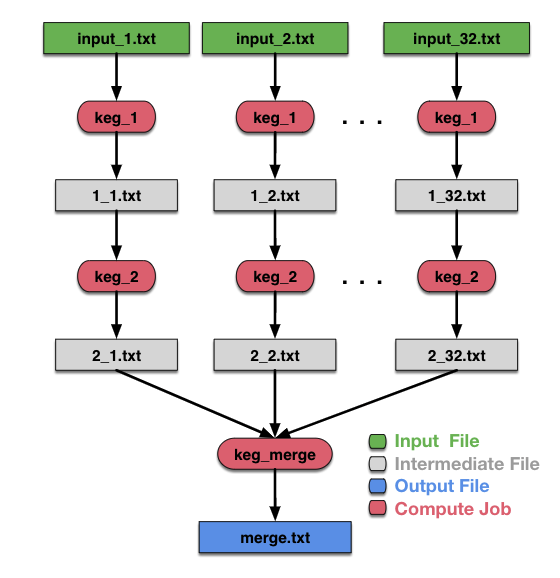 input_1.txt input_2.txt input_32.txt
keg_1 keg_1 . . . keg_1
1_1.txt 1_2.txt 1_32.txt
keg_2 keg_2 . . . keg_2
2_1.txt 2_2.txt 2_32.txt
keg_merge
merge.txt
Input File
Intermediate File
Output File
Compute Job